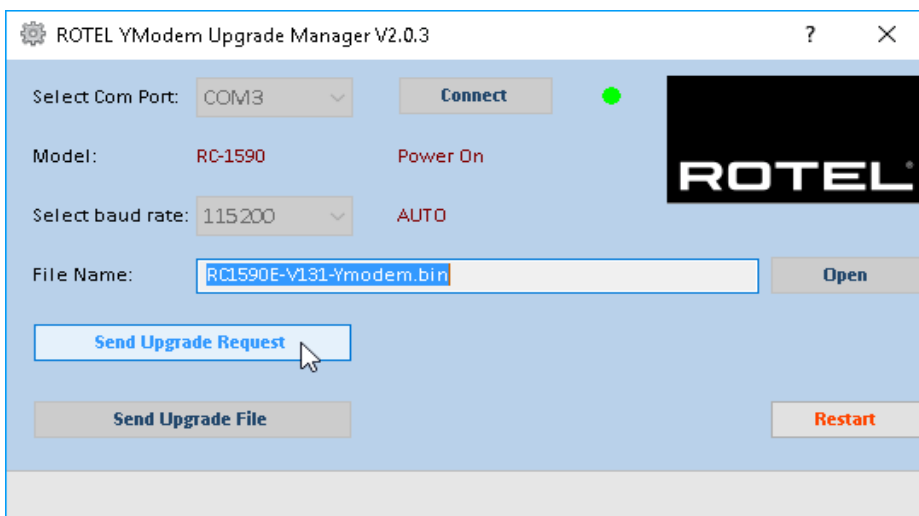 ROTEL YModem Upgrade Manager V2.0.3 ?
Select Com Port: COM3 Connect
Model: RC-1590 Power On
ROTEL
Select baud rate: 115200 AUTO
File Name: RC1590E-V131-Ymodem.bin Open
Send Upgrade Request
Send Upgrade File Restart